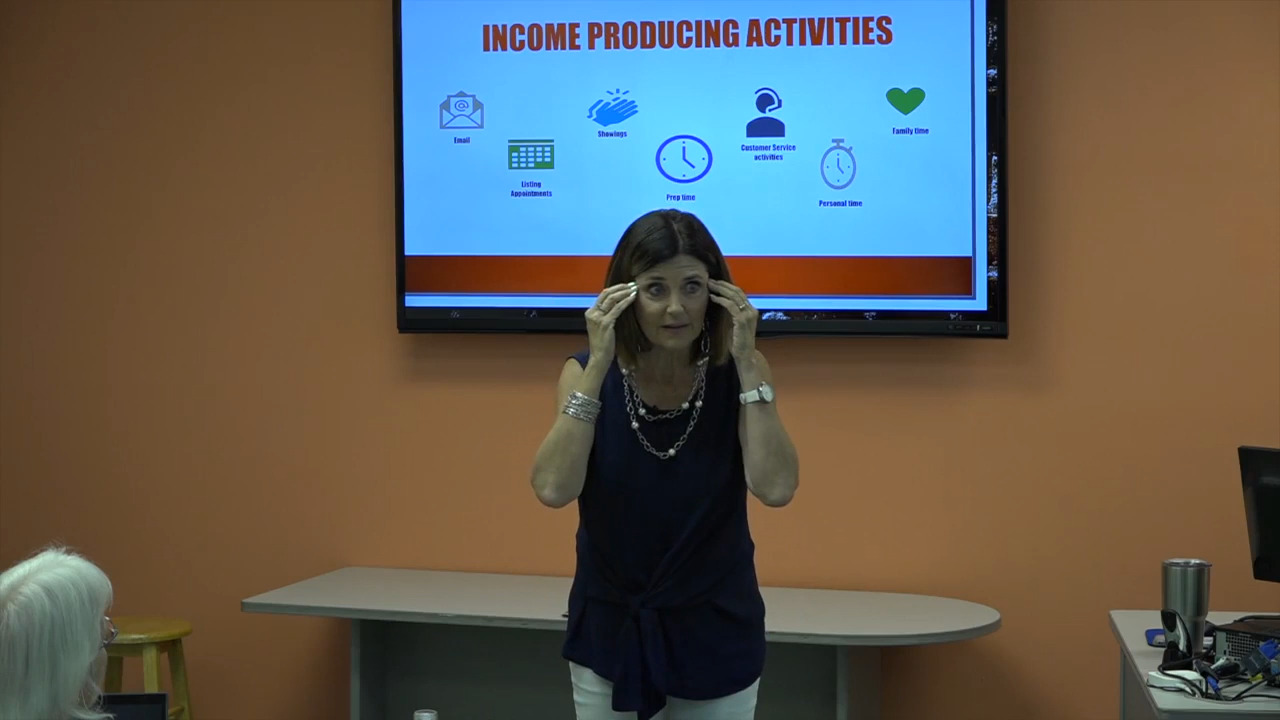 INCOME PRODUCING ACTIVITIES
Email
Listing
Appointments
Showings
Prep time
Customer Service
activities
Personal time
Family time